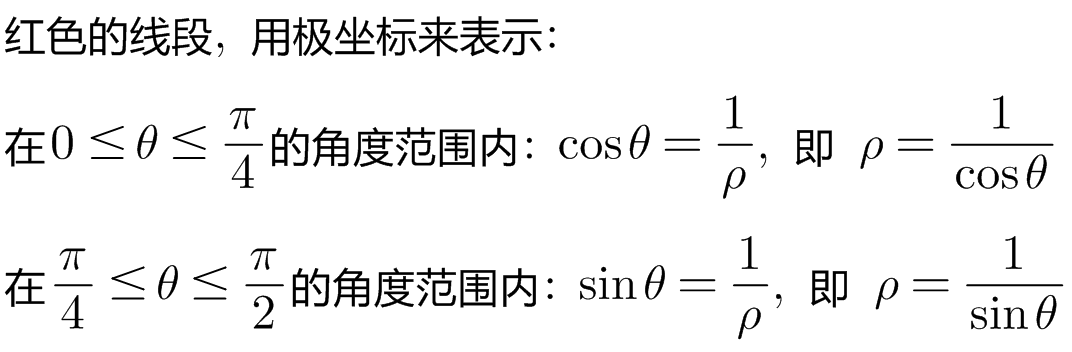 红色的线段，用极坐标来表示：
在$0 \leq \theta \leq \frac{\pi}{4}$的角度范围内：$\cos\theta = \frac{1}{\rho}$，即 $\rho = \frac{1}{\cos\theta}$
在$\frac{\pi}{4} \leq \theta \leq \frac{\pi}{2}$的角度范围内：$\sin\theta = \frac{1}{\rho}$，即 $\rho = \frac{1}{\sin\theta}$